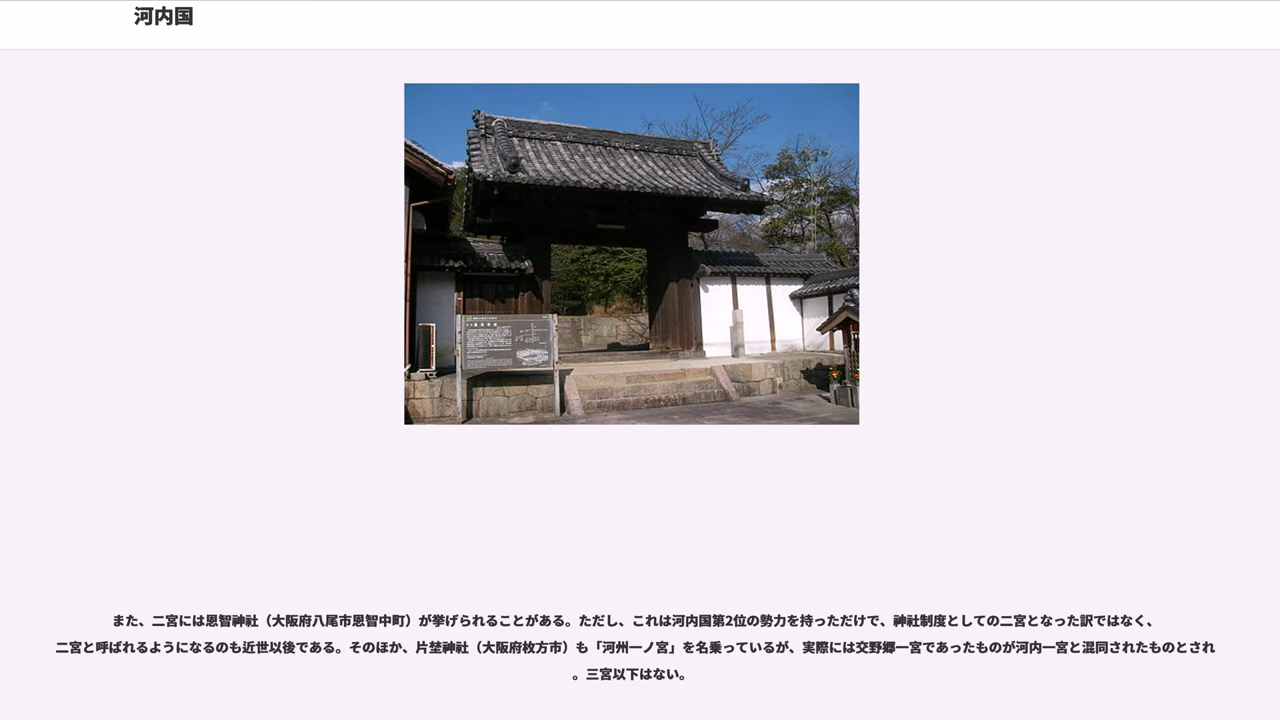 河内国
また、二宮には恩智神社（大阪府八尾市恩智中町）が挙げられることがある。ただし、これは河内国第2位の勢力を持っただけで、神社制度としての二宮となった訳ではなく、
二宮と呼ばれるようになるのも近世以後である。そのほか、片埜神社（大阪府枚方市）も「河州一ノ宮」を名乗っているが、実際には交野郷一宮であったものが河内一宮と混同されたものとされ
。三宮以下はない。